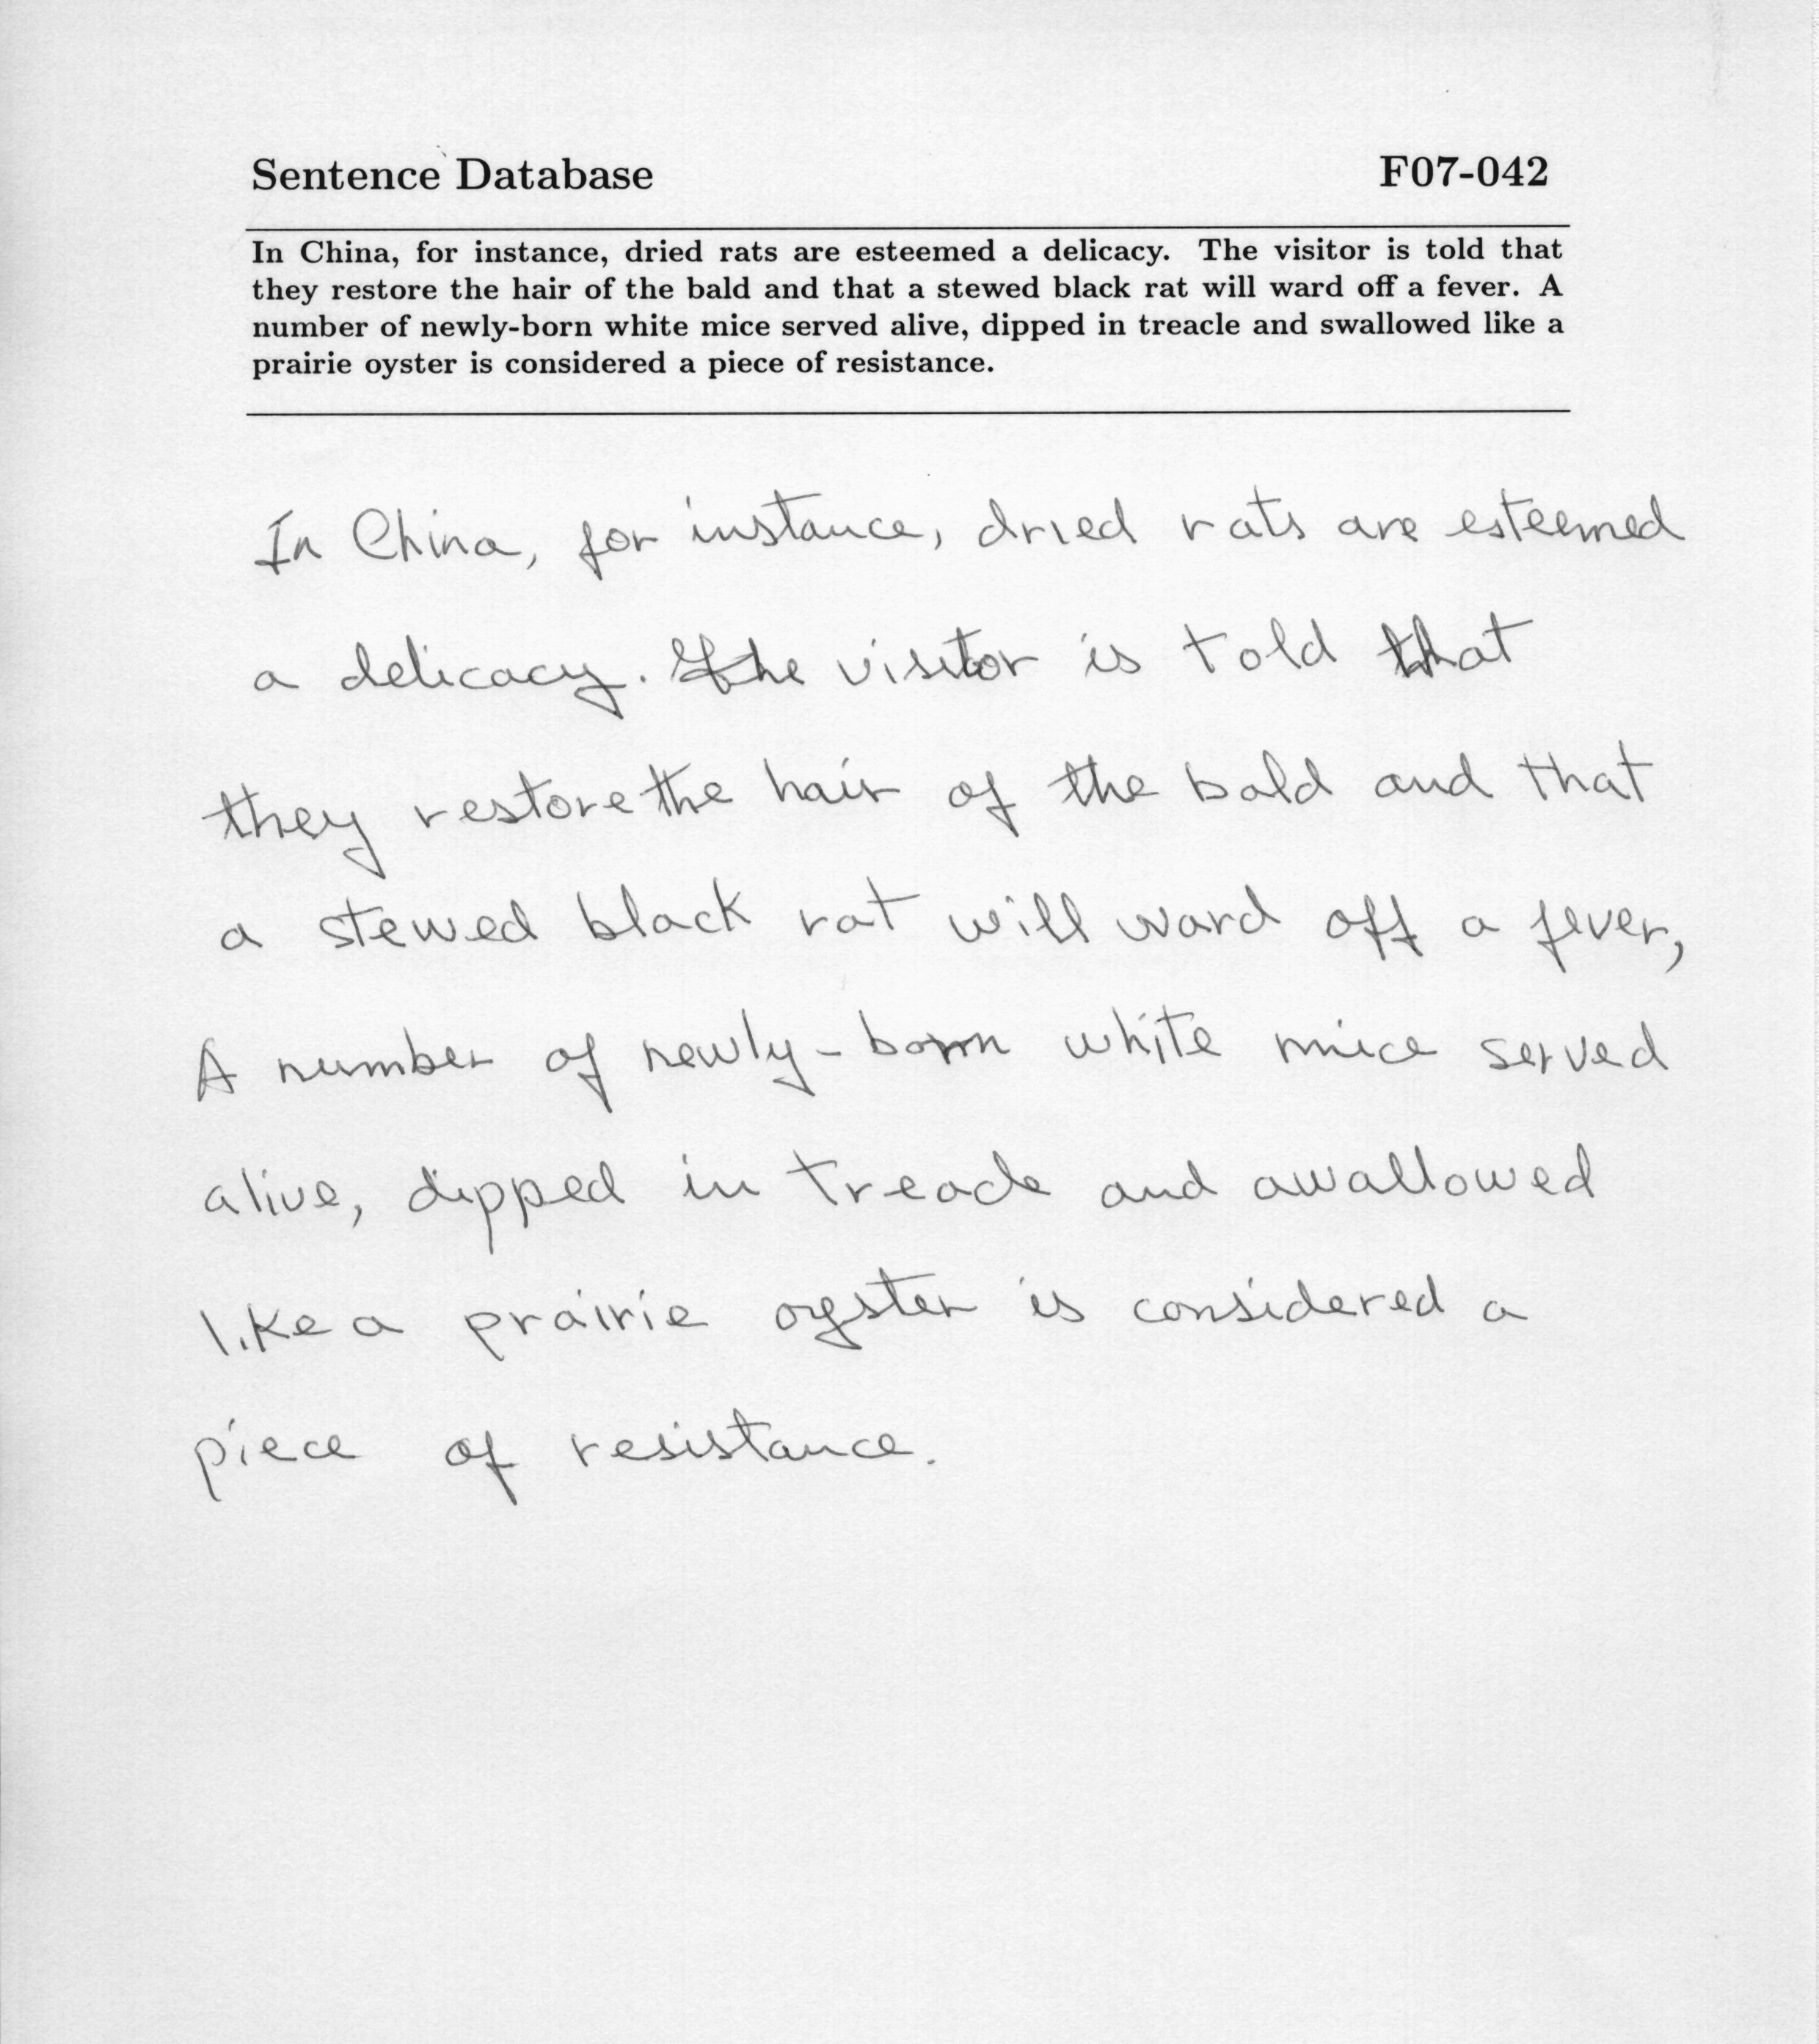 Sentence Database F07-042
In China, for instance, dried rats are esteemed a delicacy. The visitor is told that
they restore the hair of the bald and that a stewed black rat will ward off a fever. A
number of newly-born white mice served alive, dipped in treacle and swallowed like a
prairie oyster is considered a piece of resistance.
In China, for instance, dried rats are esteemed
a delicacy. The visitor is told that
they restore the hair of the bald and that
a stewed black rat will ward off a fever,
A number of newly-born white mice served
alive, dipped in treacle and awallowed
like a prairie oyster is considered a
piece of resistance.